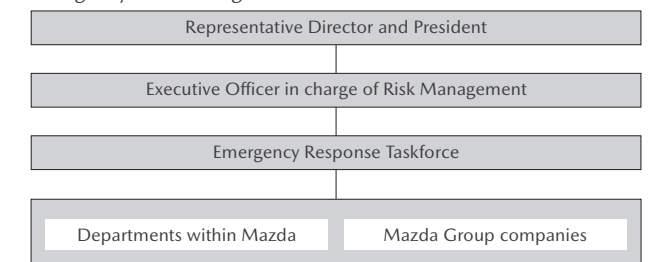 Representative Director and President
Executive Officer in charge of Risk Management
Emergency Response Taskforce
Departments within Mazda Mazda Group companies